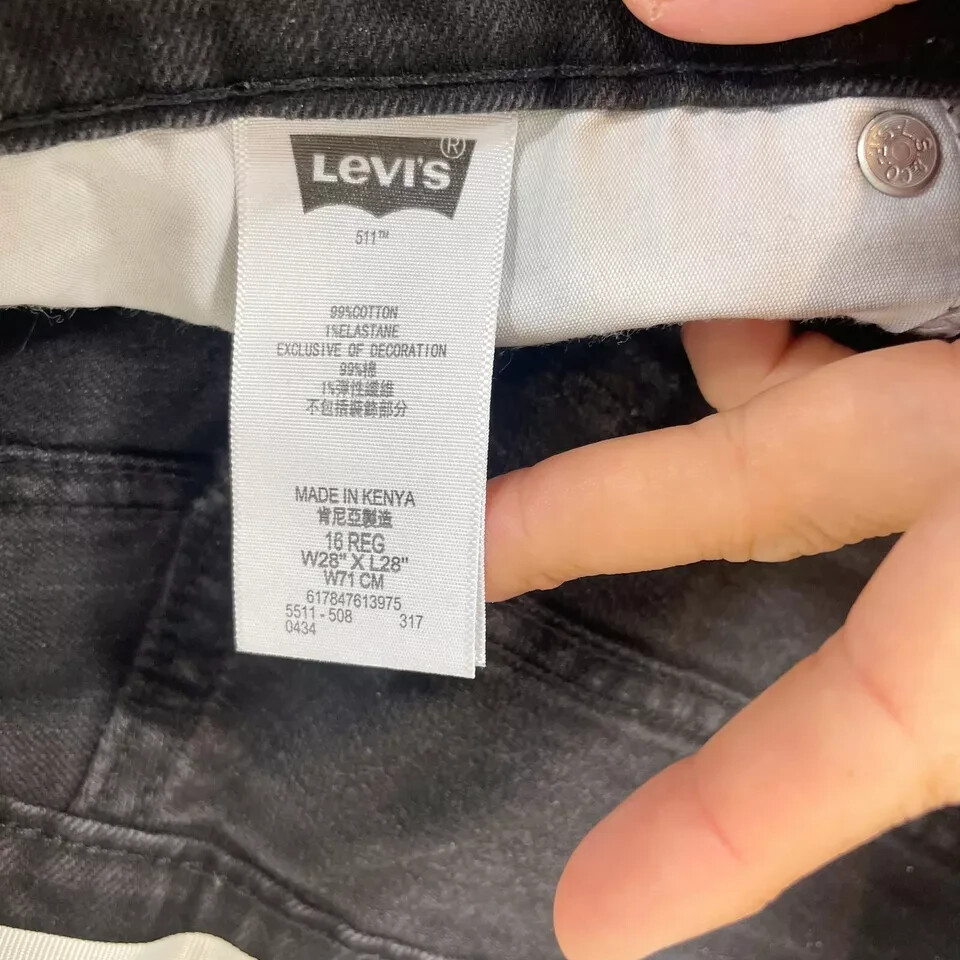 Levi's®
511™
99%COTTON
1%ELASTANE
EXCLUSIVE OF DECORATION
99%棉
1%彈性纖維
不包括裝飾部分
MADE IN KENYA
肯尼亞製造
16 REG
W28" X L28"
W71 CM
617847613975
5511 - 508 317
0434